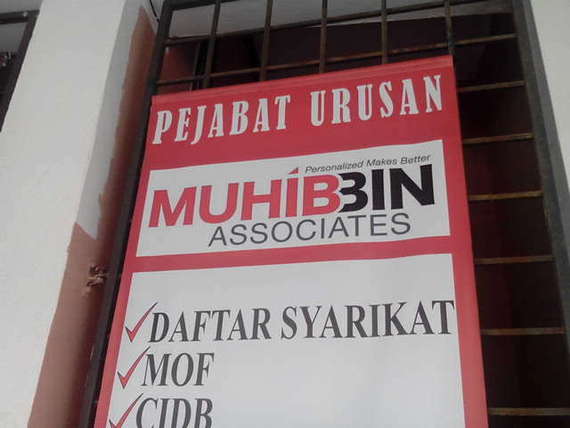 PEJABAT URUSAN
Personalized Makes Better
MUHIBBIN
ASSOCIATES
DAFTAR SYARIKAT
MOF
CIDB